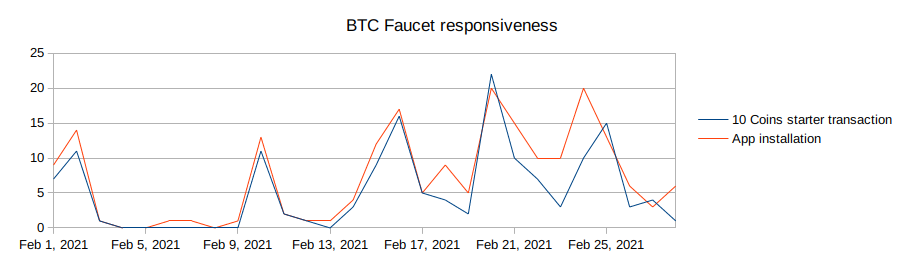 BTC Faucet responsiveness
25
20
15
10
5
0
Feb 1, 2021 Feb 5, 2021 Feb 9, 2021 Feb 13, 2021 Feb 17, 2021 Feb 21, 2021 Feb 25, 2021
10 Coins starter transaction
App installation